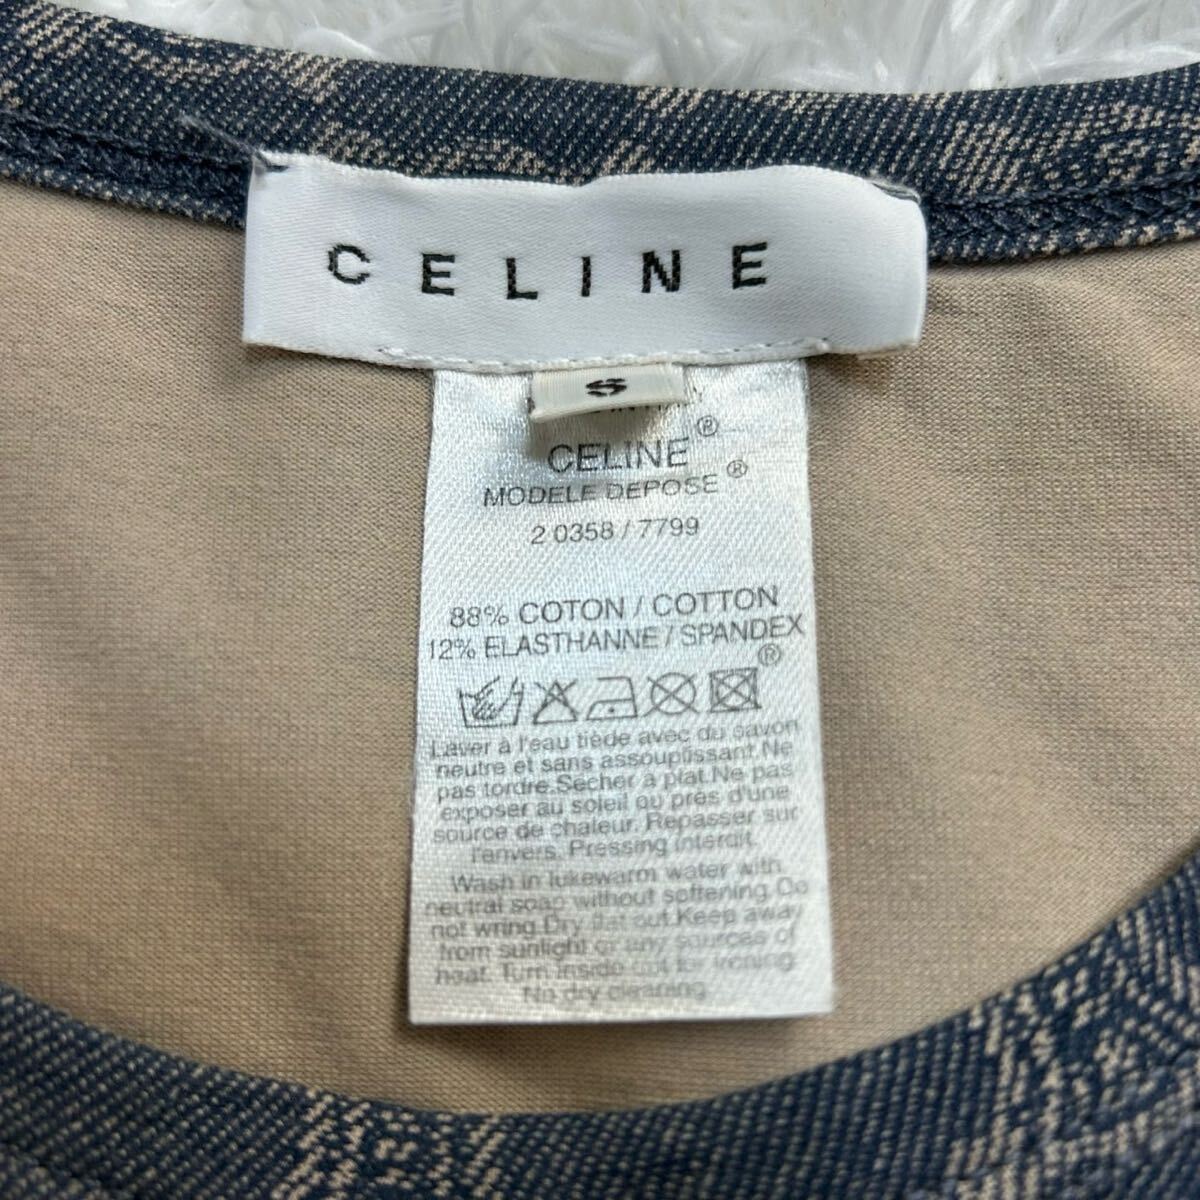 CELINE
S
CELINE®
MODELE DEPOSE®
2 0358 / 7799
88% COTON / COTTON
12% ELASTHANNE / SPANDEX
®
Laver à l'eau tiède avec du savon
neutre et sans assouplissant.Ne
pas tordre.Sécher à plat.Ne pas
exposer au soleil ou près d'une
source de chaleur. Repasser sur
l'envers. Pressing interdit.
Wash in lukewarm water with
neutral soap without softening.Do
not wring.Dry flat out.Keep away
from sunlight or any sources of
heat. Turn inside out for ironing.
No dry cleaning.